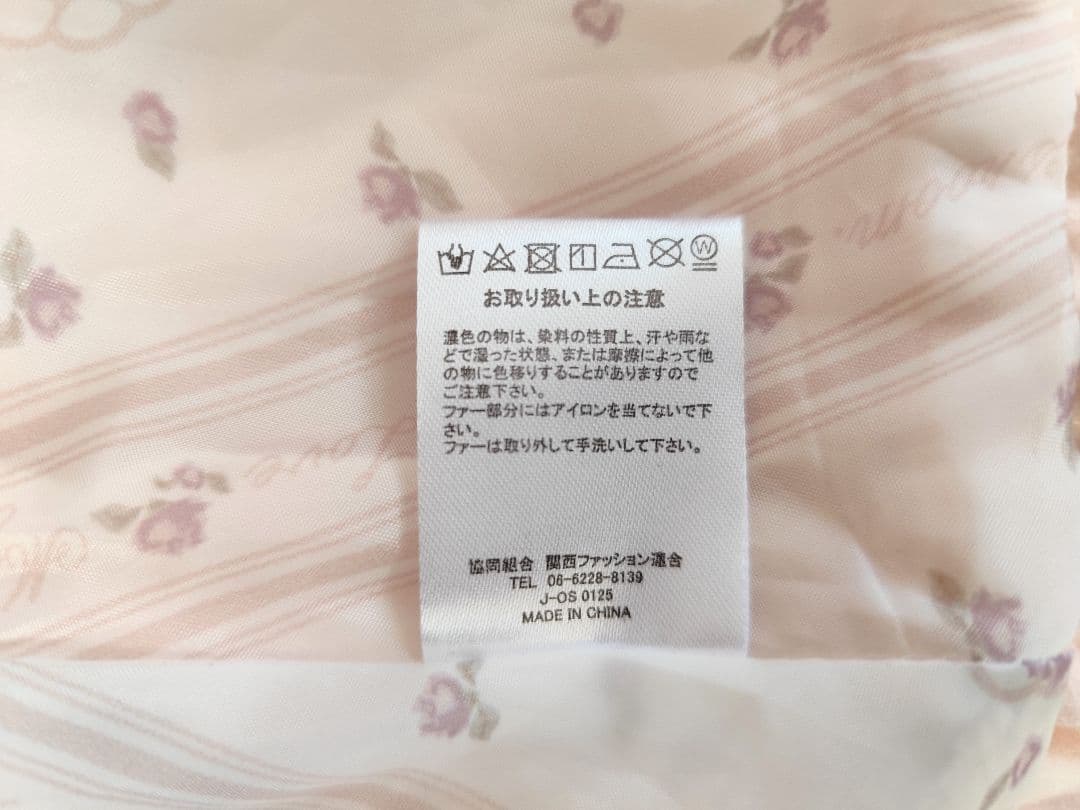 W
お取り扱い上の注意
濃色の物は、染料の性質上、汗や雨な
どで湿った状態、または摩擦によって他
の物に色移りすることがありますので
ご注意下さい。
ファー部分にはアイロンを当てないで下
さい。
ファーは取り外して手洗いして下さい。
協同組合 関西ファッション連合
TEL 06-6228-8139
J-OS 0125
MADE IN CHINA